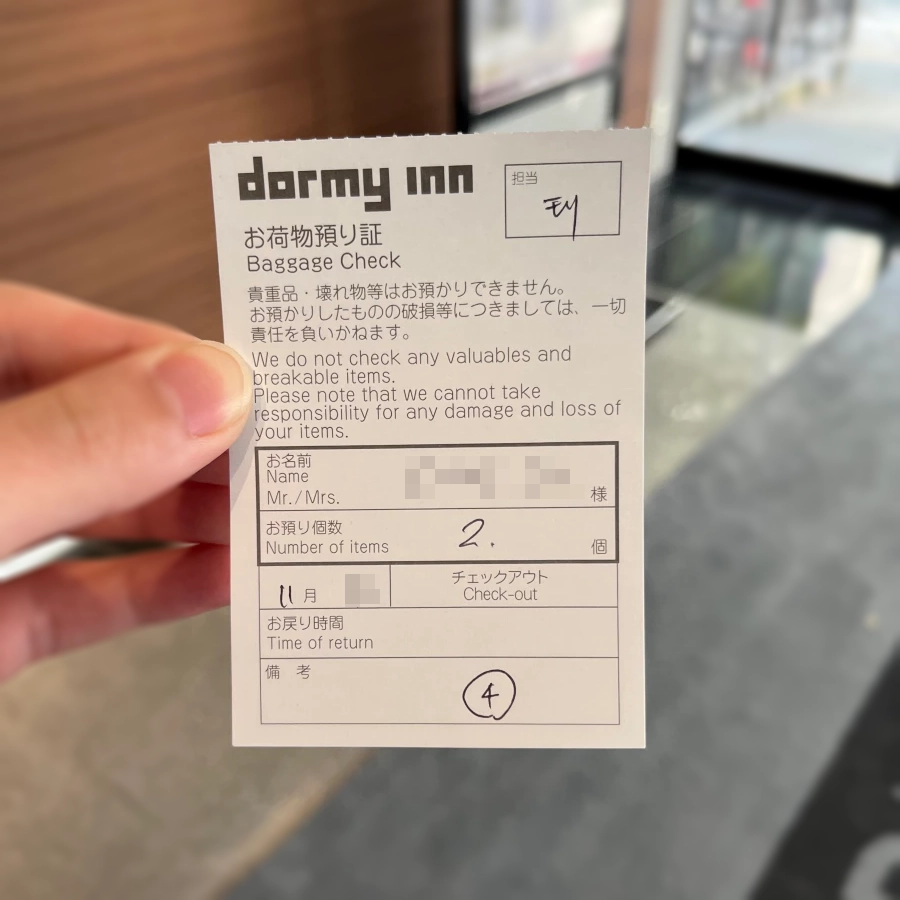 dormy inn
担当
お荷物預り証
Baggage Check
貴重品・壊れ物等はお預かりできません。
お預かりしたものの破損等につきましては、一切
責任を負いかねます。
We do not check any valuables and
breakable items.
Please note that we cannot take
responsibility for any damage and loss of
your items.
お名前
Name
Mr./Mrs.
様
お預り個数
Number of items
2.
個
11月
チェックアウト
Check-out
お戻り時間
Time of return
備 考
4